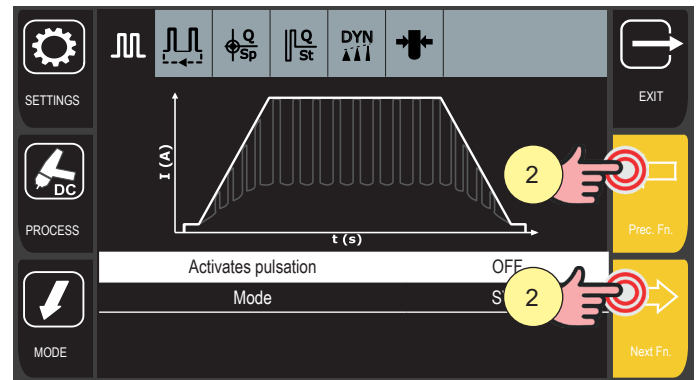 Q
Sp
Q
St
DYN
SETTINGS
EXIT
I (A)
t (s)
DC
PROCESS
2
Prec. Fn.
Activates pulsation OFF
Mode
2
MODE
Next Fn.